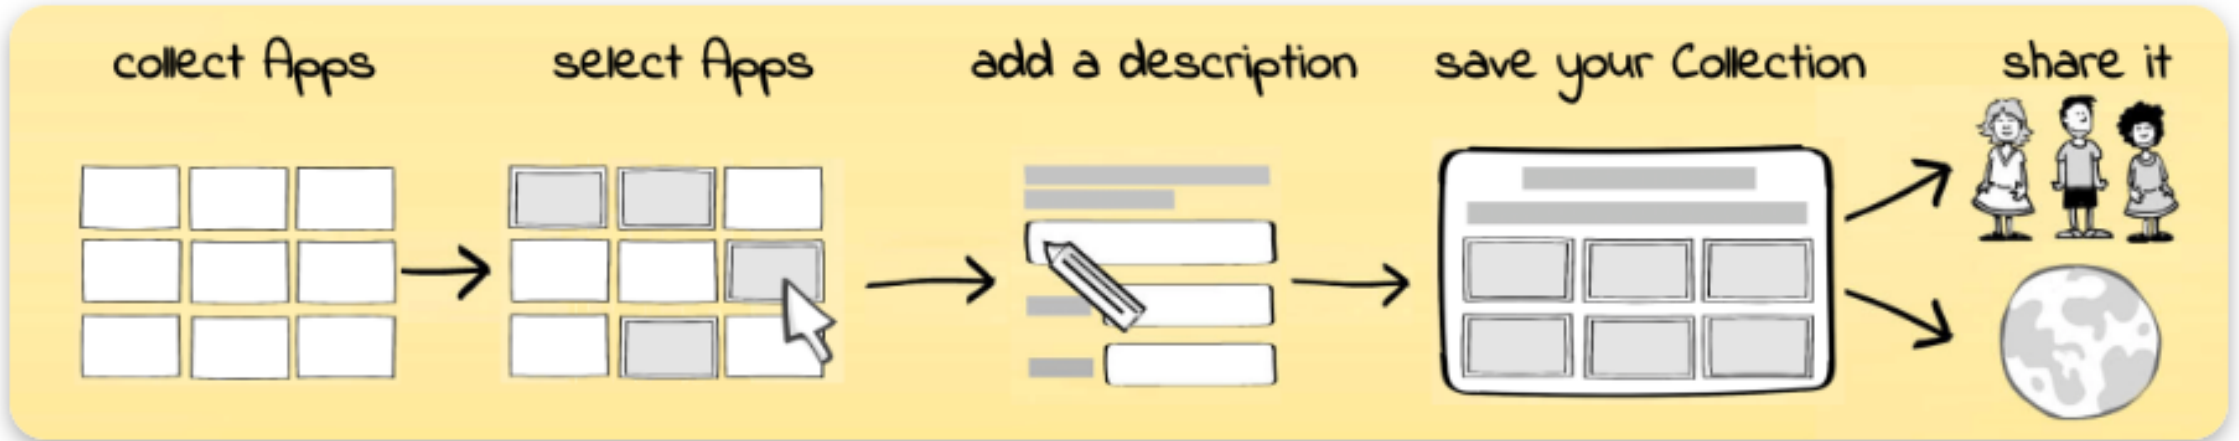 collect Apps
select Apps
add a description
save your Collection
share it